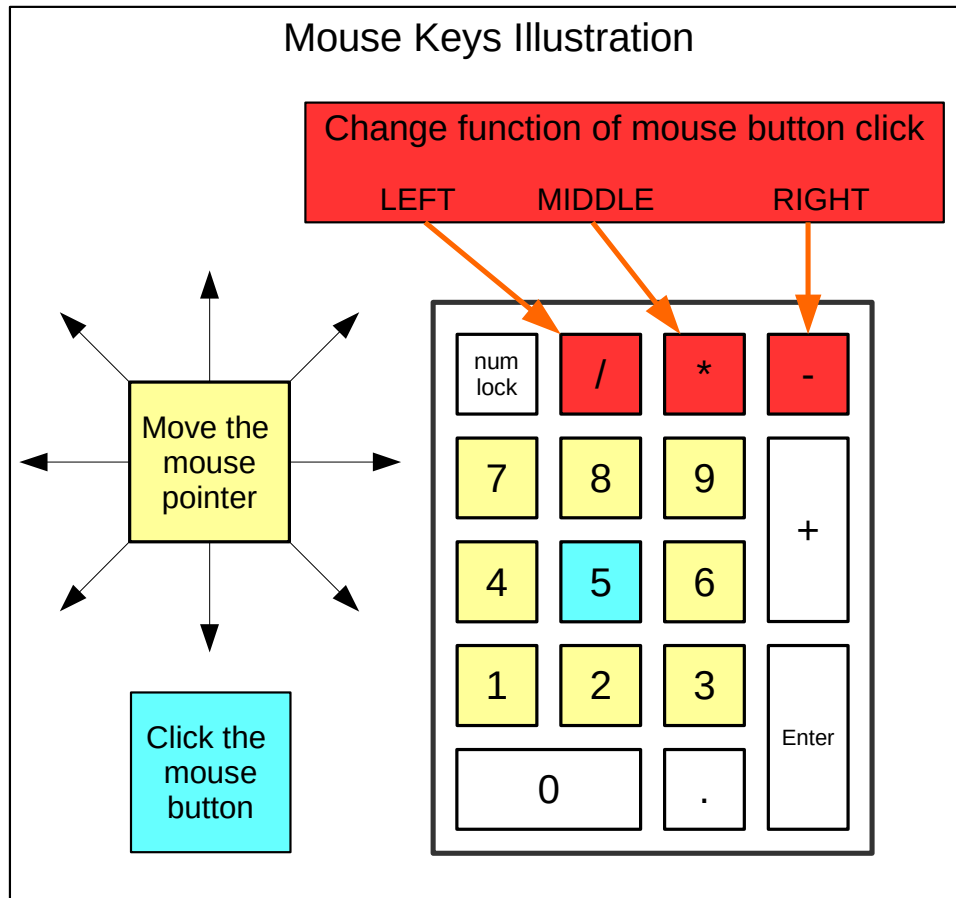 Mouse Keys Illustration
Change function of mouse button click
LEFT MIDDLE RIGHT
Move the
mouse
pointer
Click the
mouse
button
num
lock
/ * -
7 8 9
+
4 5 6
1 2 3
Enter
0 .